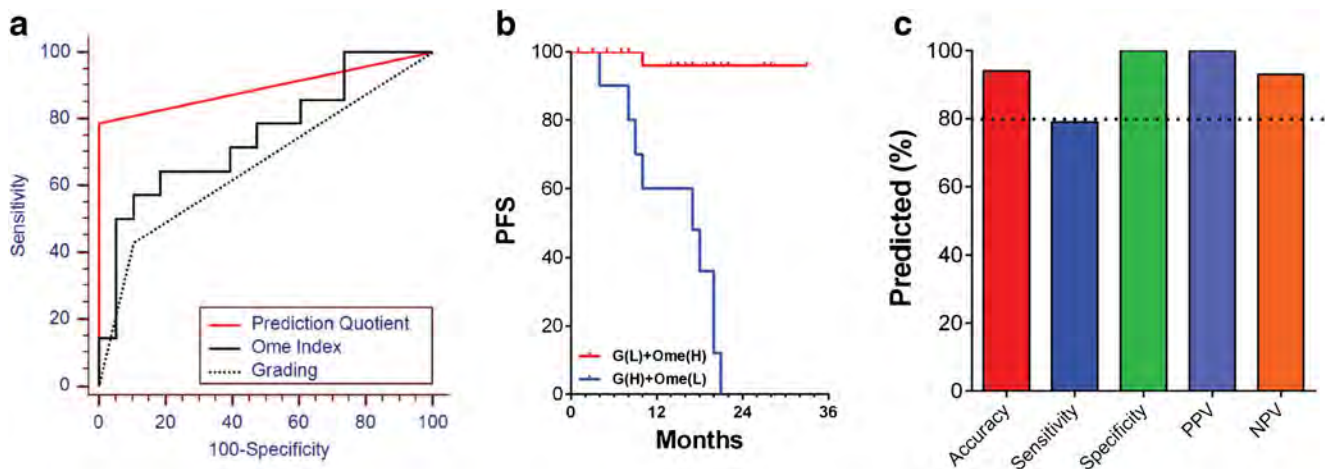 a
100
80
60
40
20
0
Sensitivity
Prediction Quotient
Ome Index
Grading
0 20 40 60 80 100
100-Specificity
b
100
80
60
40
20
0
PFS
G(L)+Ome(H)
G(H)+Ome(L)
0 12 24 36
Months
c
100
80
60
40
20
0
Predicted (%)
Accuracy
Sensitivity
Specificity
PPV
NPV